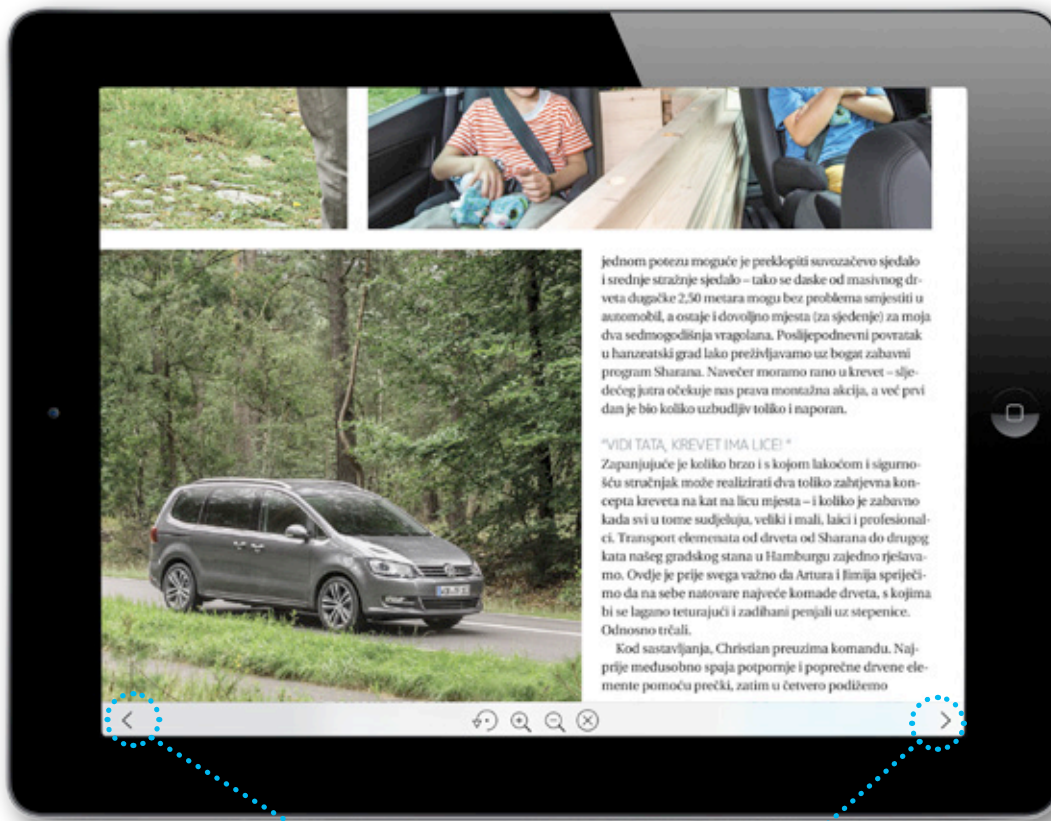 jednom potezu moguće je preklopiti suvozačevo sjedalo
i srednje stražnje sjedalo – tako se daske od masivnog dr-
veta dugačke 2,50 metara mogu bez problema smjestiti u
automobil, a ostaje i dovoljno mjesta (za sjedenje) za moja
dva sedmogodišnja vragolana. Poslijepodnevni povratak
u hanzeatski grad lako preživljavamo uz bogat zabavni
program Sharana. Navečer moramo rano u krevet – slje-
dećeg jutra očekuje nas prava montažna akcija, a već prvi
dan je bio koliko uzbudljiv toliko i naporan.
"VIDI TATA, KREVET IMA LICE! "
Zapanjujuće je koliko brzo i s kojom lakoćom i sigurno-
šću stručnjak može realizirati dva toliko zahtjevna kon-
cepta kreveta na kat na licu mjesta – i koliko je zabavno
kada svi u tome sudjeluju, veliki i mali, laici i profesional-
ci. Transport elemenata od drveta od Sharana do drugog
kata našeg gradskog stana u Hamburgu zajedno rješava-
mo. Ovdje je prije svega važno da Artura i Jimija spriječi-
mo da na sebe natovare najveće komade drveta, s kojima
bi se lagano teturajući i zadihani penjali uz stepenice.
Odnosno trčali.
Kod sastavljanja, Christian preuzima komandu. Naj-
prije međusobno spaja potpornje i poprečne drvene ele-
mente pomoću prečki, zatim u četvero podižemo